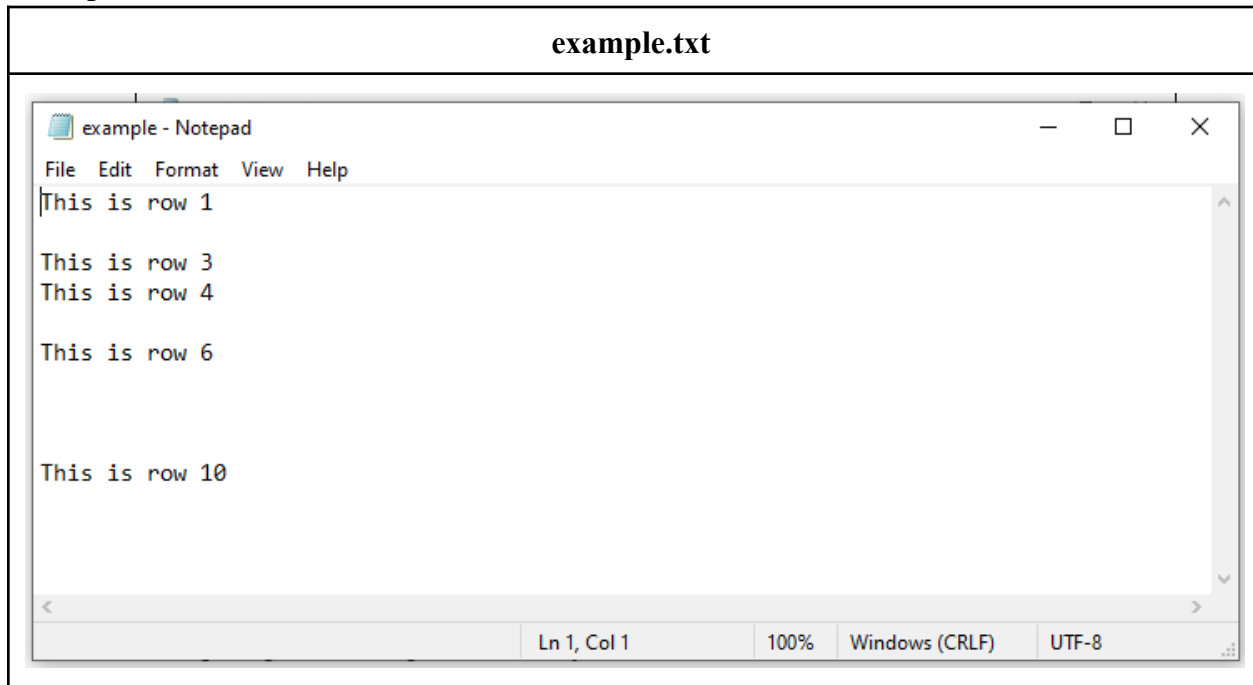 example.txt
example - Notepad
File Edit Format View Help
This is row 1
This is row 3
This is row 4
This is row 6
This is row 10
Ln 1, Col 1 100% Windows (CRLF) UTF-8